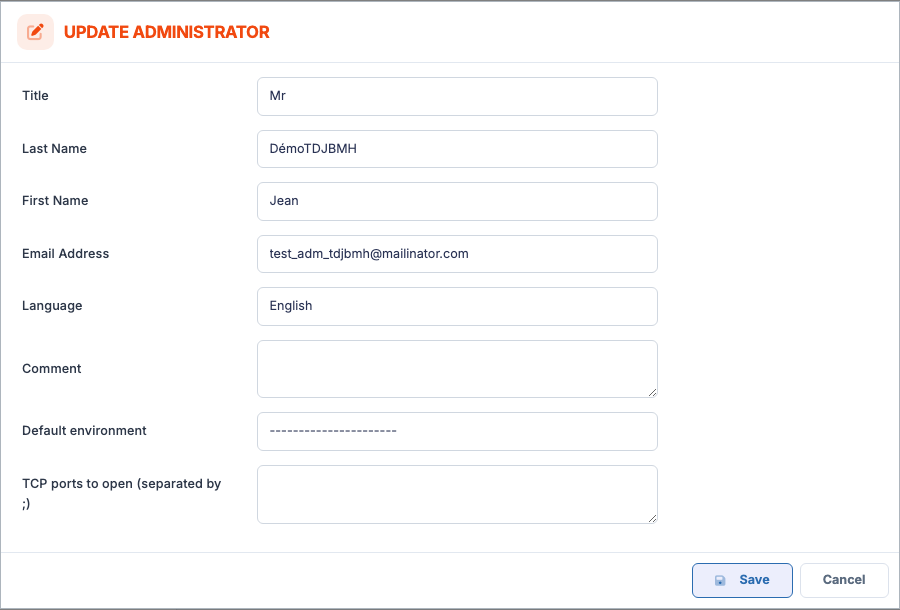 UPDATE ADMINISTRATOR
Title
Mr
Last Name
DémoTDJBMH
First Name
Jean
Email Address
test_adm_tdjbmh@mailinator.com
Language
English
Comment
Default environment
----------------------
TCP ports to open (separated by
;)
Save
Cancel